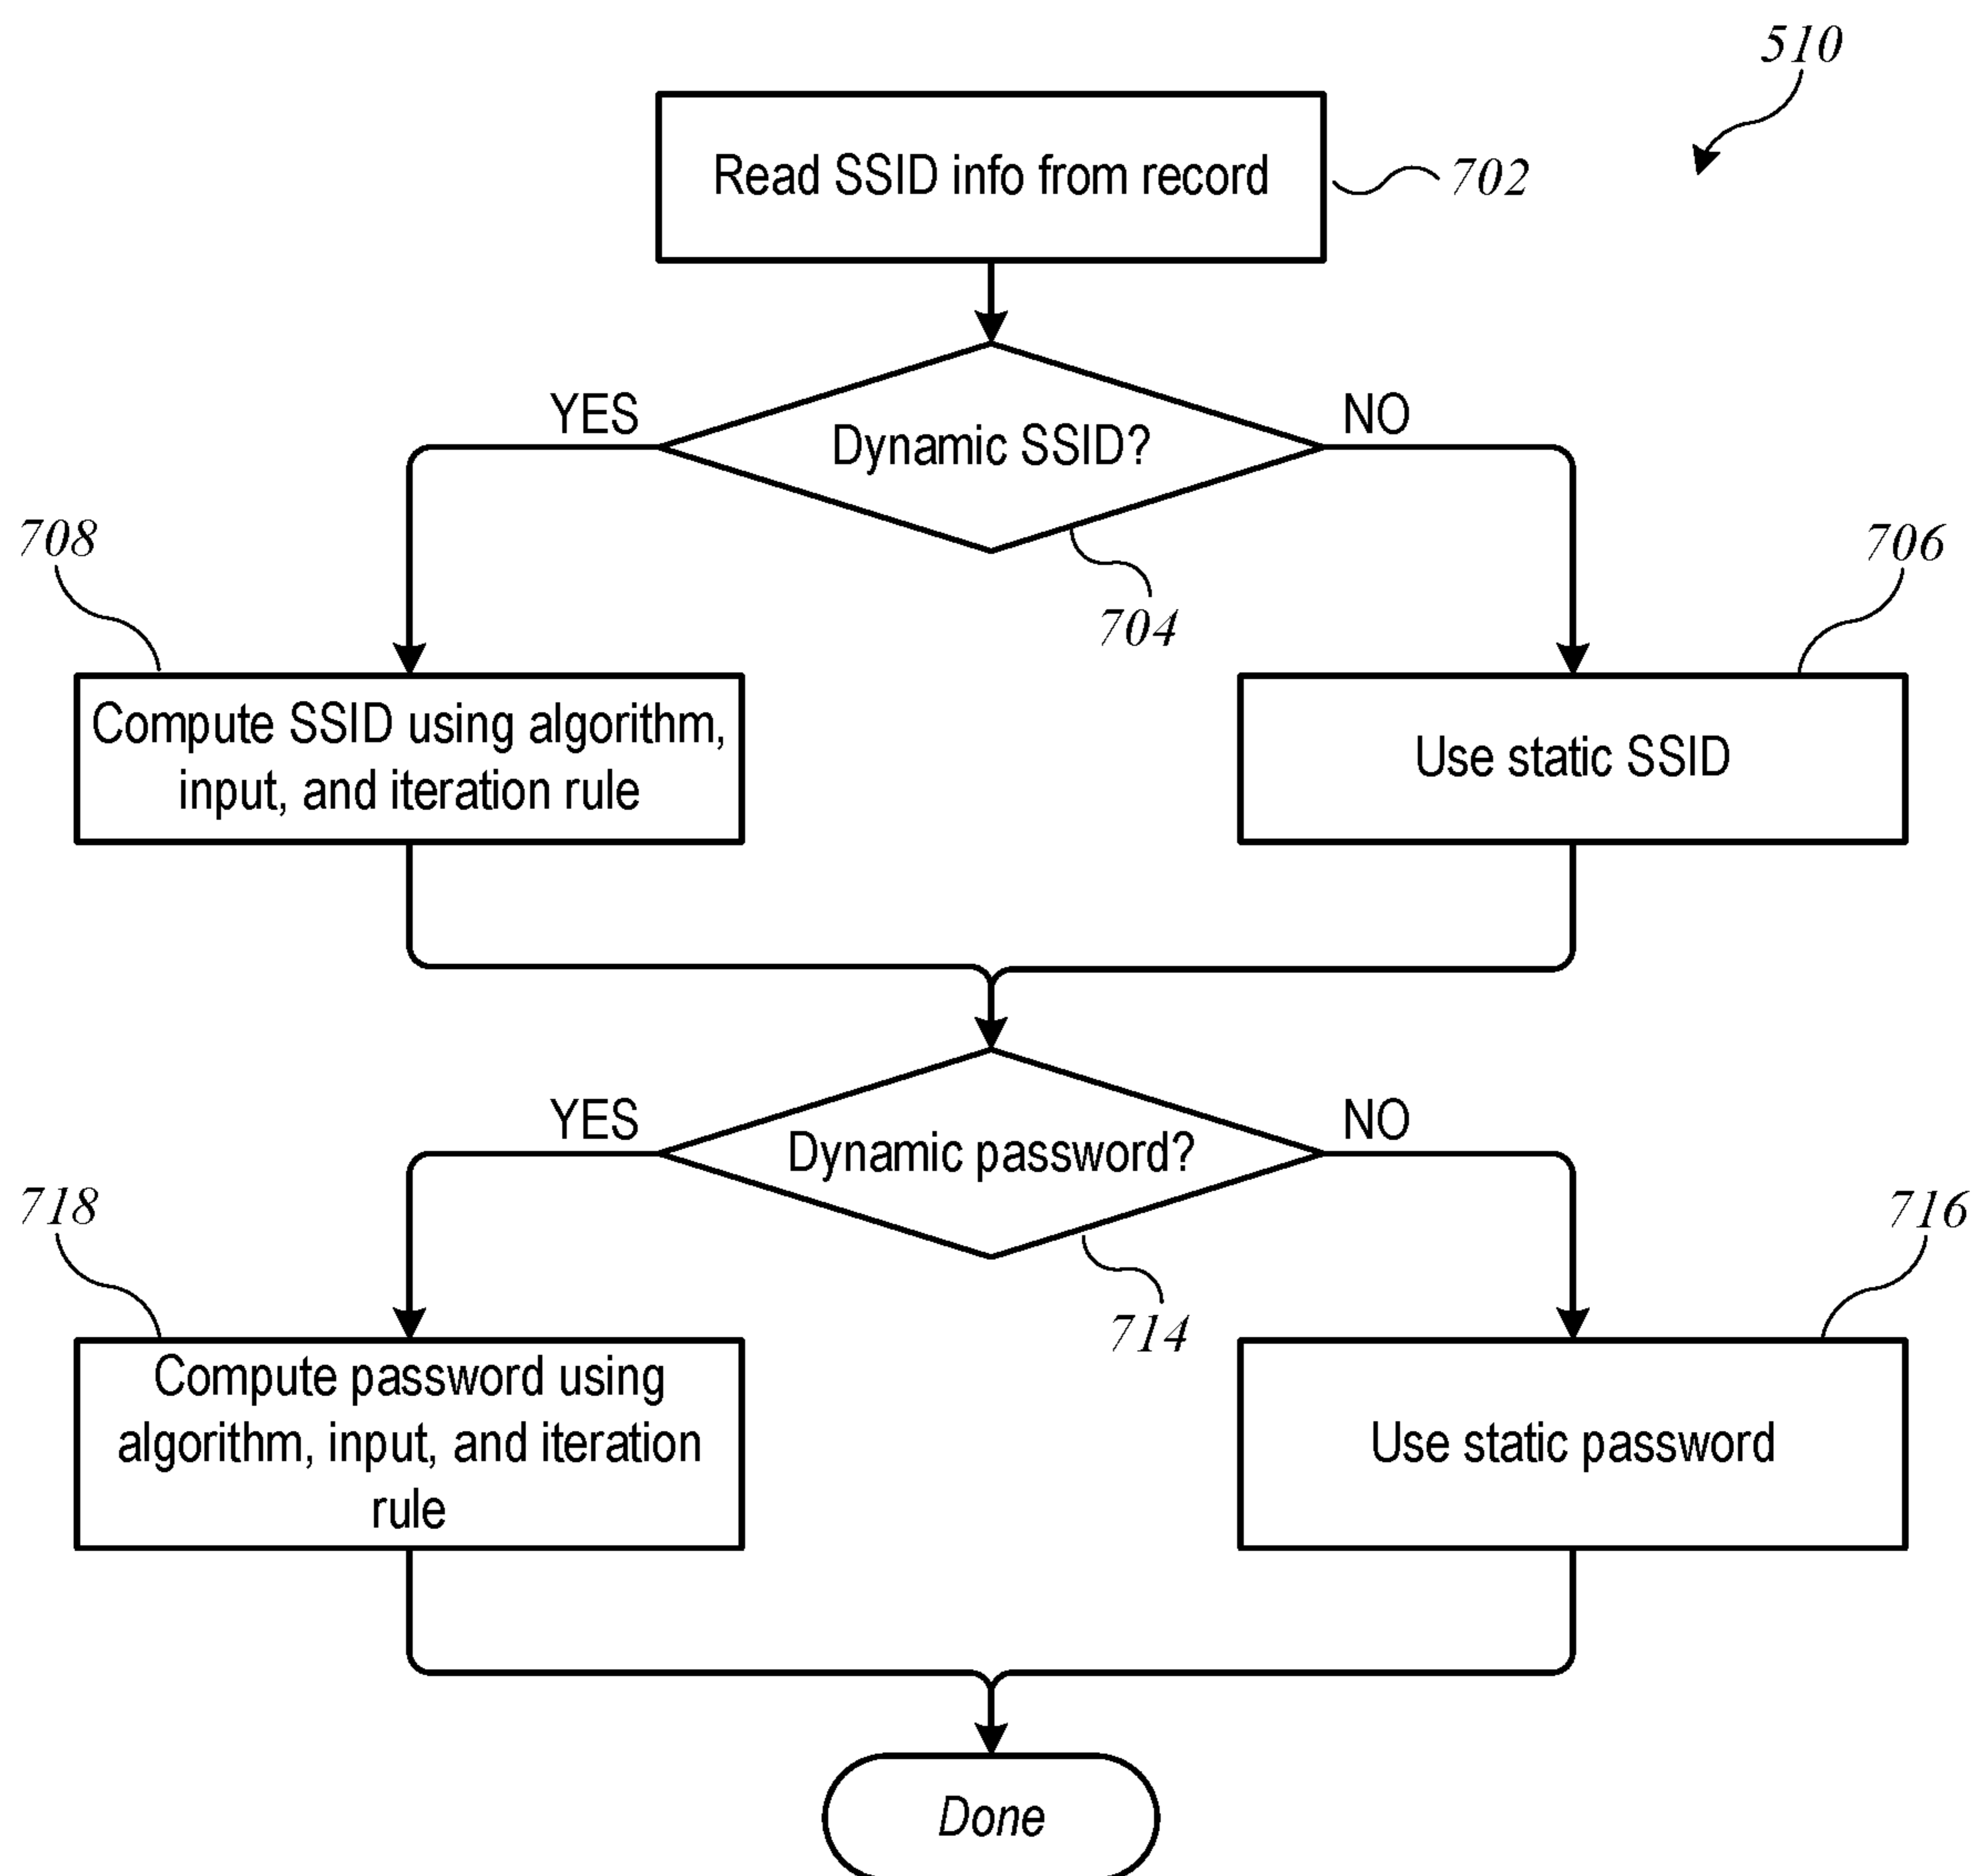 510
Read SSID info from record
702
YES
Dynamic SSID?
NO
708
704
706
Compute SSID using algorithm,
input, and iteration rule
Use static SSID
YES
Dynamic password?
NO
718
714
716
Compute password using
algorithm, input, and iteration
rule
Use static password
Done